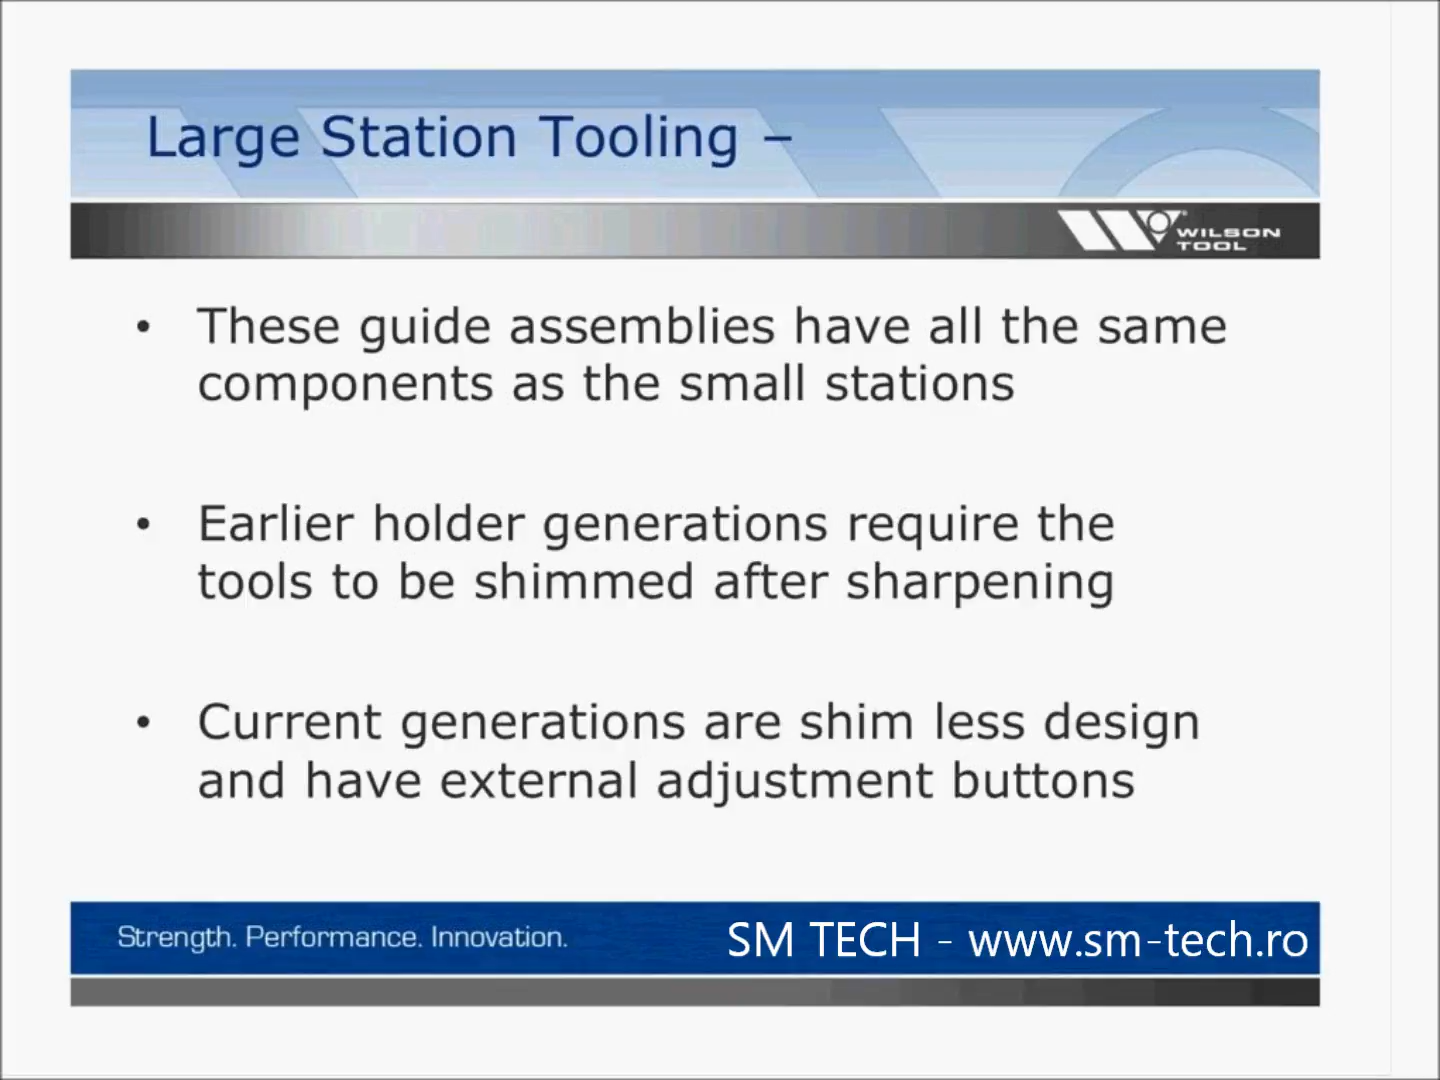 Large Station Tooling –
WILSON
TOOL
• These guide assemblies have all the same
components as the small stations
• Earlier holder generations require the
tools to be shimmed after sharpening
• Current generations are shim less design
and have external adjustment buttons
Strength. Performance. Innovation.
SM TECH - www.sm-tech.ro